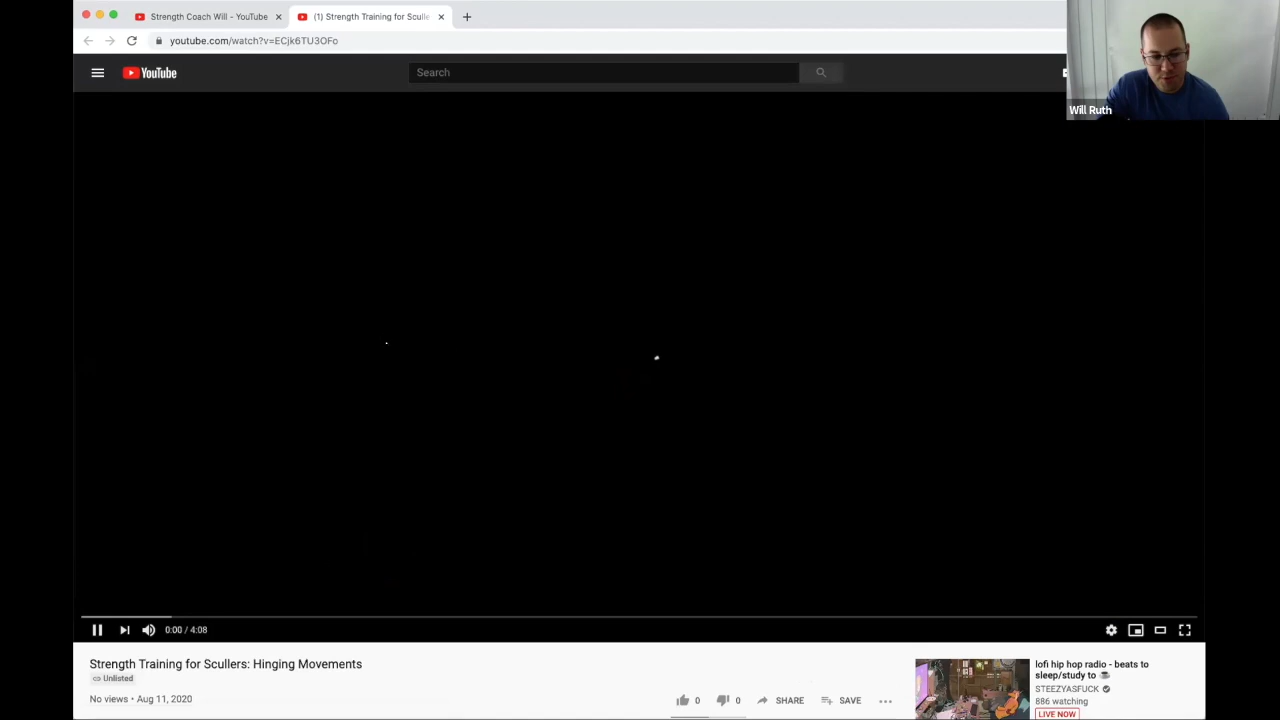 Strength Coach Will - YouTube
(1) Strength Training for Sculle
youtube.com/watch?v=ECjk6TU3OFo
YouTube
Search
Will Ruth
0:00 / 4:08
Strength Training for Scullers: Hinging Movements
Unlisted
No views • Aug 11, 2020
0
0
SHARE
SAVE
lofi hip hop radio - beats to
sleep/study to
STEEZYASFUCK
886 watching
LIVE NOW